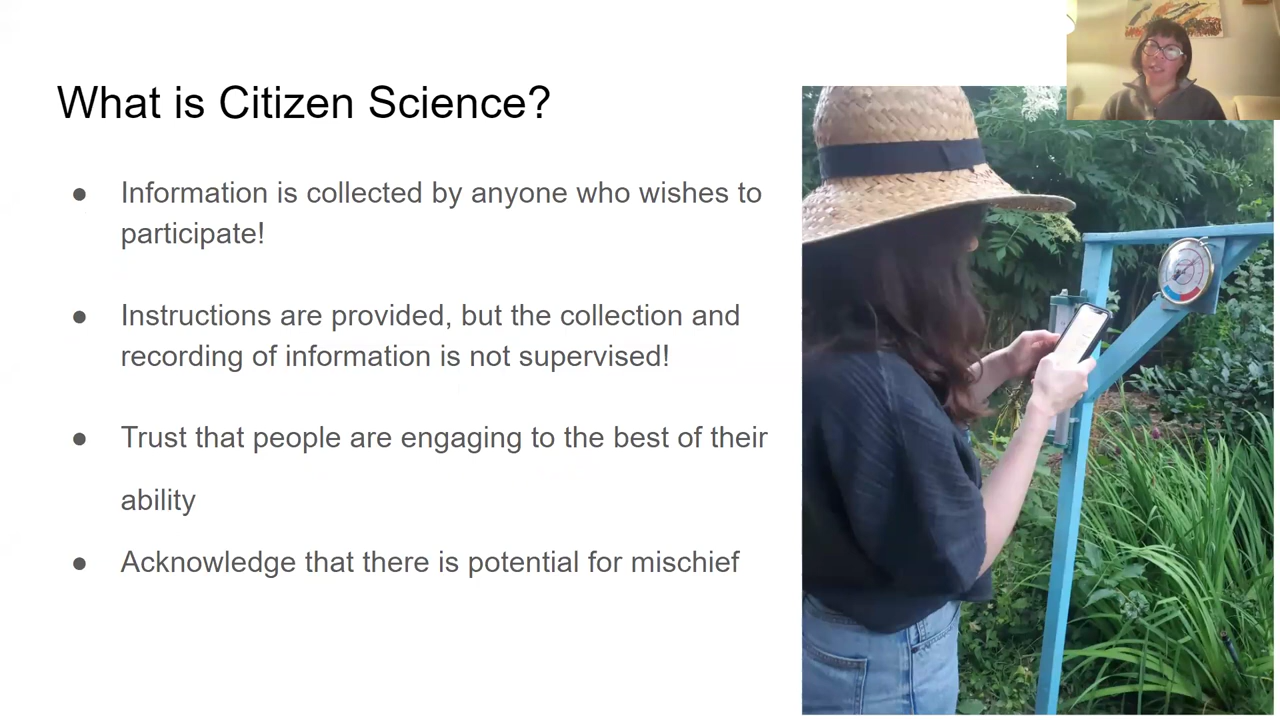 What is Citizen Science?
● Information is collected by anyone who wishes to
participate!
● Instructions are provided, but the collection and
recording of information is not supervised!
● Trust that people are engaging to the best of their
ability
● Acknowledge that there is potential for mischief